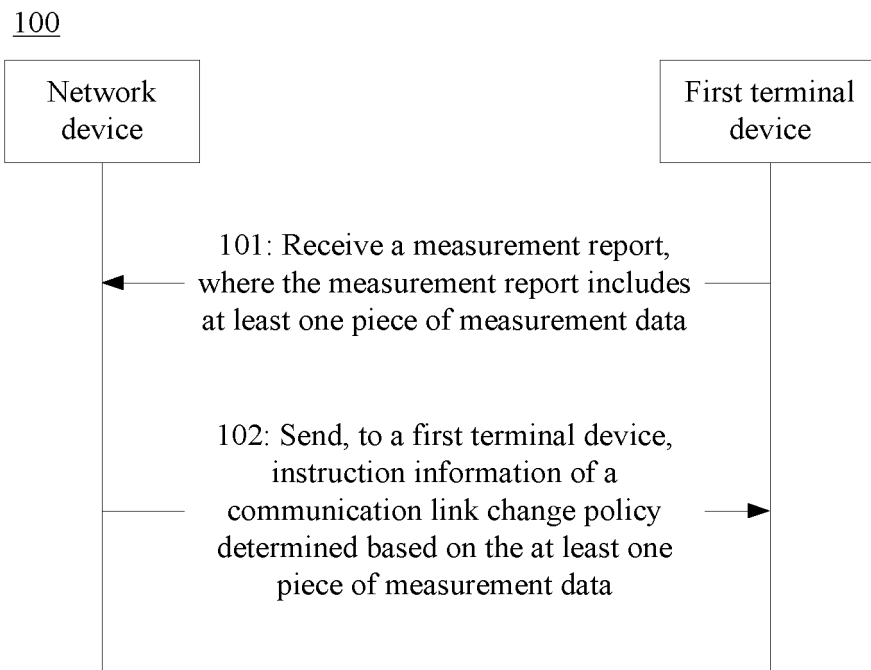 100
Network
device
First terminal
device
101: Receive a measurement report,
where the measurement report includes
at least one piece of measurement data
102: Send, to a first terminal device,
instruction information of a
communication link change policy
determined based on the at least one
piece of measurement data